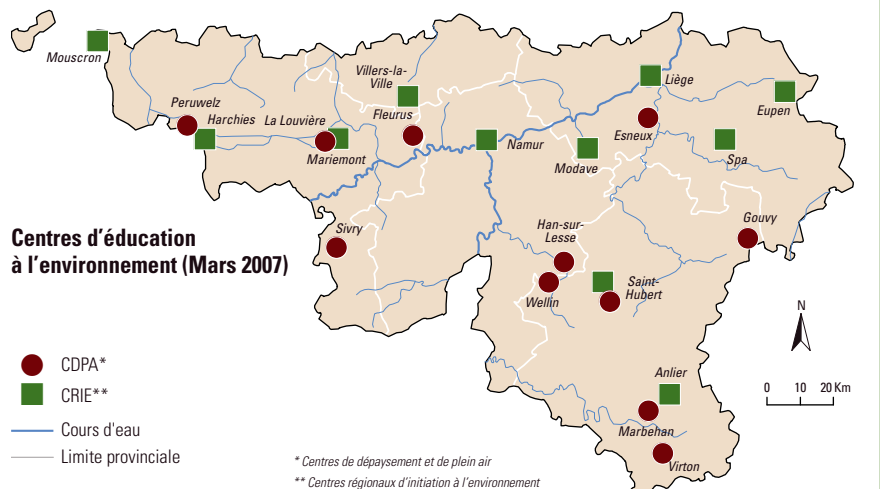 Mouscron
Villers-la-
Ville
Liège
Eupen
Peruwelz
Harchies
La Louvière
Fleurus
Mariemont
Namur
Modave
Esneux
Spa
Sivry
Han-sur-
Lesse
Gouvy
Wellin
Saint-
Hubert
Centres d'éducation
à l'environnement (Mars 2007)
N
0 10 20 Km
Anlier
Marbehan
Virton
CDPA*
CRIE**
Cours d'eau
Limite provinciale
* Centres de dépaysement et de plein air
** Centres régionaux d'initiation à l'environnement